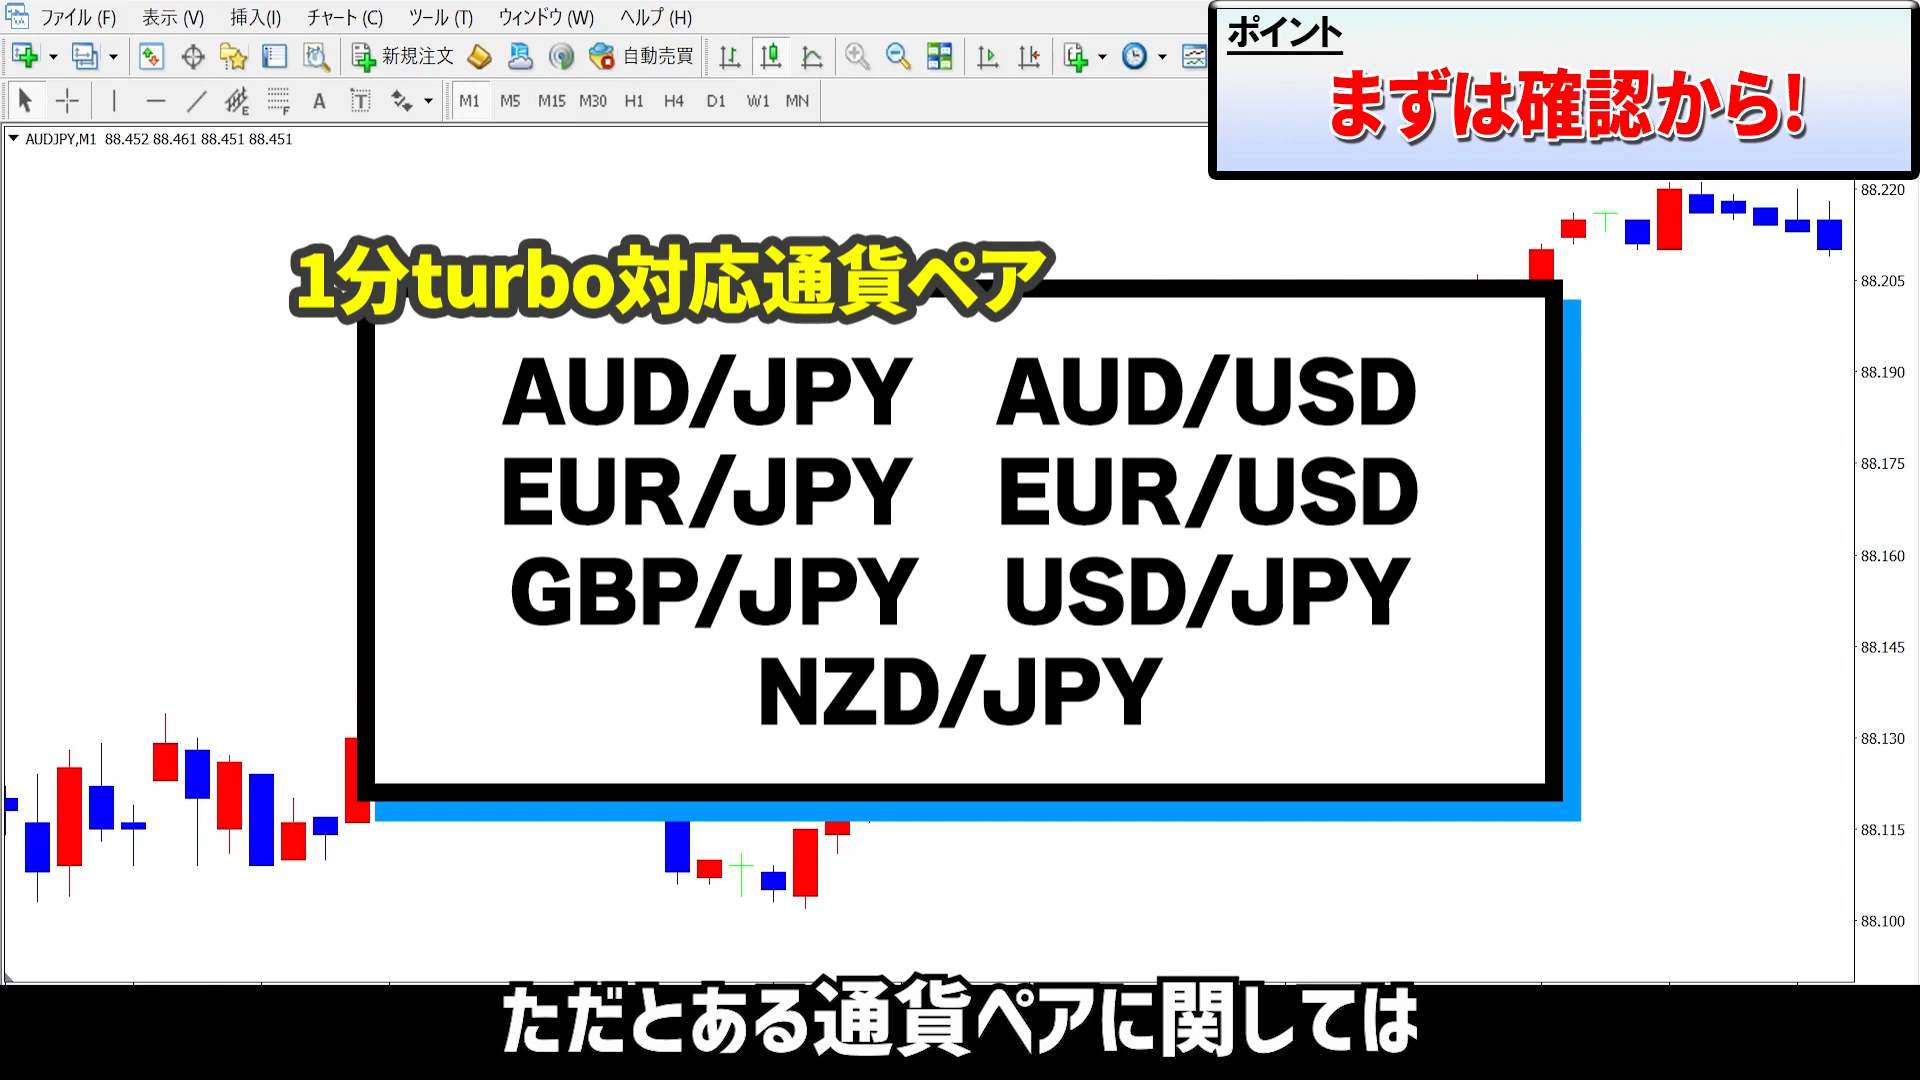 ファイル (F) 表示 (V) 挿入(I) チャート (C) ツール (T) ウィンドウ (W) ヘルプ (H)
新規注文 自動売買
A T E F M1 M5 M15 M30 H1 H4 D1 W1 MN
ポイント
まずは確認から!
AUDJPY,M1 88.452 88.461 88.451 88.451
88.220
88.205
88.190
88.175
88.160
88.145
88.130
88.115
88.100
1分turbo対応通貨ペア
AUD/JPY AUD/USD
EUR/JPY EUR/USD
GBP/JPY USD/JPY
NZD/JPY
ただとある通貨ペアに関しては